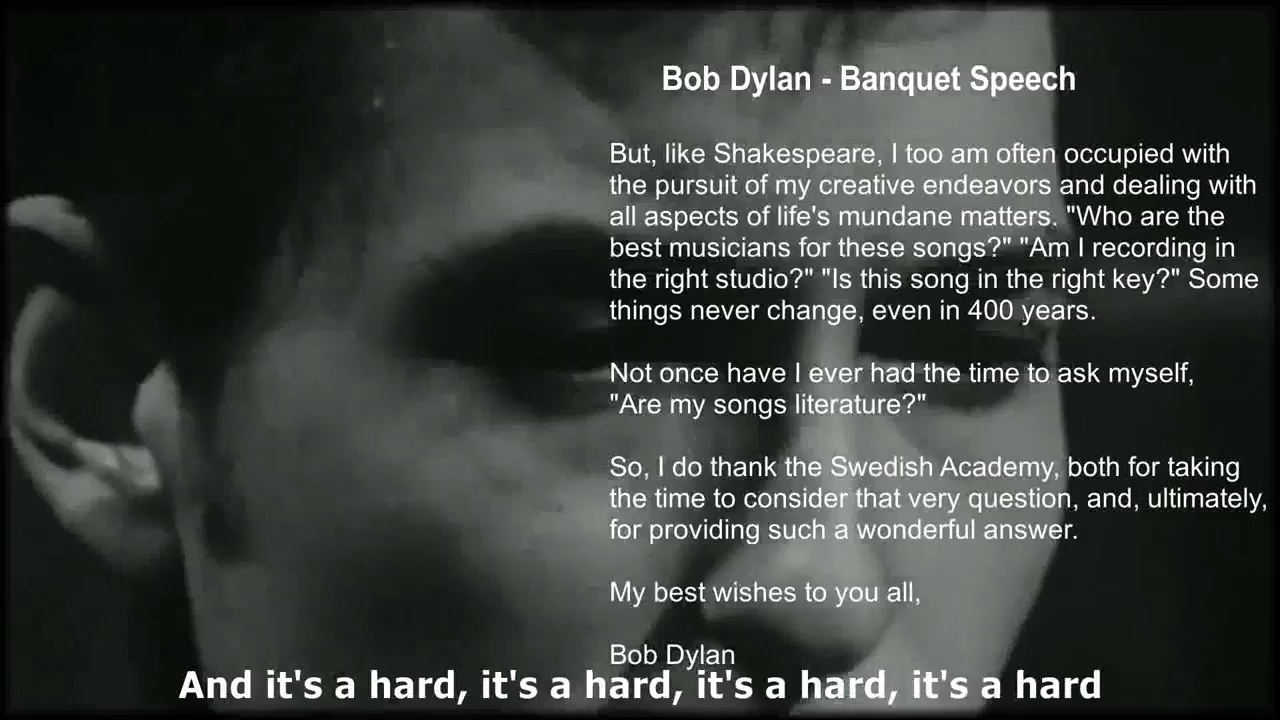 Bob Dylan - Banquet Speech
But, like Shakespeare, I too am often occupied with
the pursuit of my creative endeavors and dealing with
all aspects of life's mundane matters. "Who are the
best musicians for these songs?" "Am I recording in
the right studio?" "Is this song in the right key?" Some
things never change, even in 400 years.
Not once have I ever had the time to ask myself,
"Are my songs literature?"
So, I do thank the Swedish Academy, both for taking
the time to consider that very question, and, ultimately,
for providing such a wonderful answer.
My best wishes to you all,
Bob Dylan
And it's a hard, it's a hard, it's a hard, it's a hard